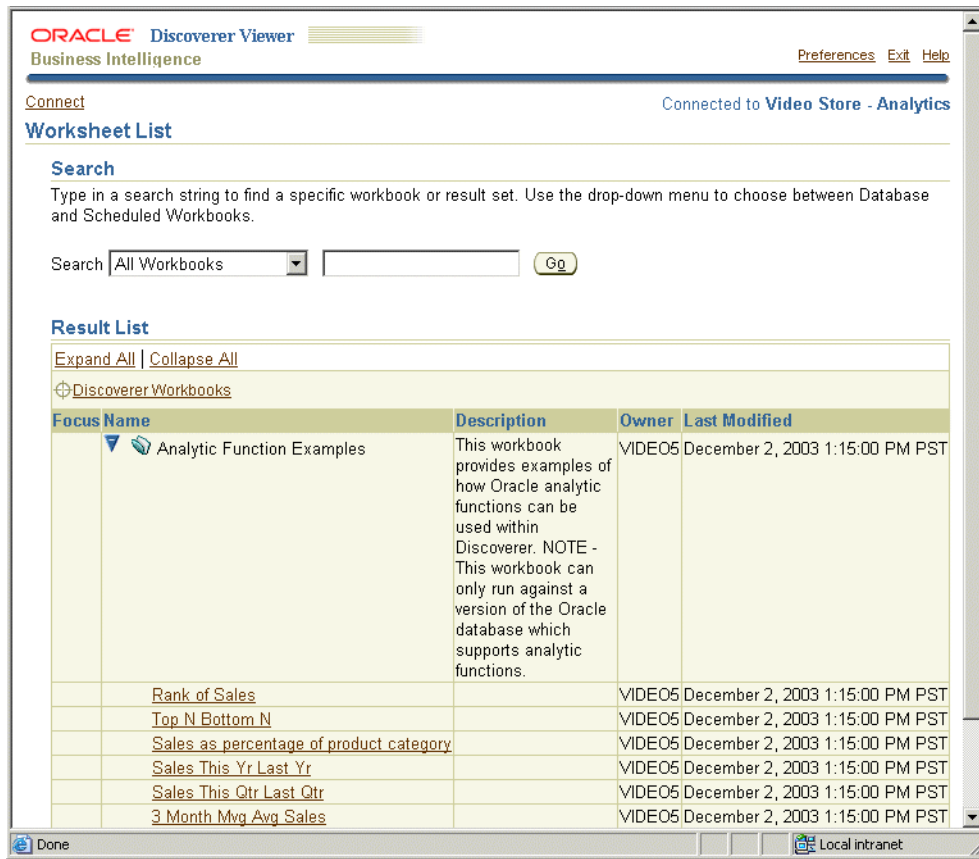 ORACLE Discoverer Viewer
Business Intelligence
Preferences Exit Help
Connect
Connected to Video Store - Analytics
Worksheet List
Search
Type in a search string to find a specific workbook or result set. Use the drop-down menu to choose between Database
and Scheduled Workbooks.
Search All Workbooks Go
Result List
Expand All | Collapse All
Discoverer Workbooks
Focus Name Description Owner Last Modified
Analytic Function Examples This workbook VIDEO5 December 2, 2003 1:15:00 PM PST
provides examples of
how Oracle analytic
functions can be
used within
Discoverer. NOTE -
This workbook can
only run against a
version of the Oracle
database which
supports analytic
functions.
Rank of Sales VIDEO5 December 2, 2003 1:15:00 PM PST
Top N Bottom N VIDEO5 December 2, 2003 1:15:00 PM PST
Sales as percentage of product category VIDEO5 December 2, 2003 1:15:00 PM PST
Sales This Yr Last Yr VIDEO5 December 2, 2003 1:15:00 PM PST
Sales This Qtr Last Qtr VIDEO5 December 2, 2003 1:15:00 PM PST
3 Month Mvg Avg Sales VIDEO5 December 2, 2003 1:15:00 PM PST
Done Local intranet